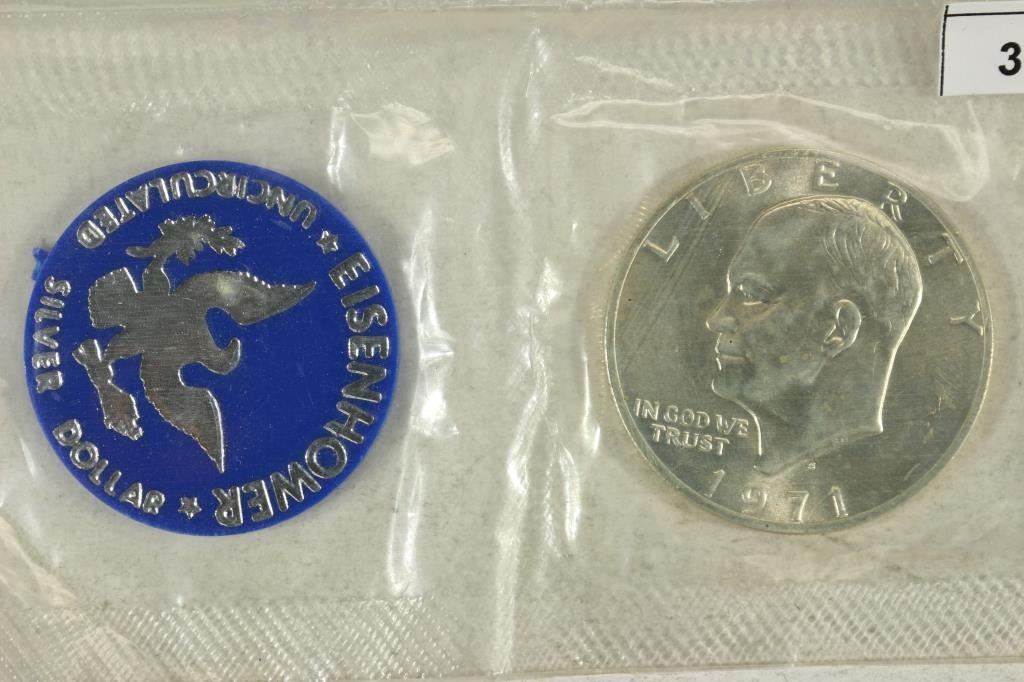 EISENHOWER
★ UNCIRCULATED SILVER DOLLAR ★
LIBERTY
IN GOD WE
TRUST
1971
S
3